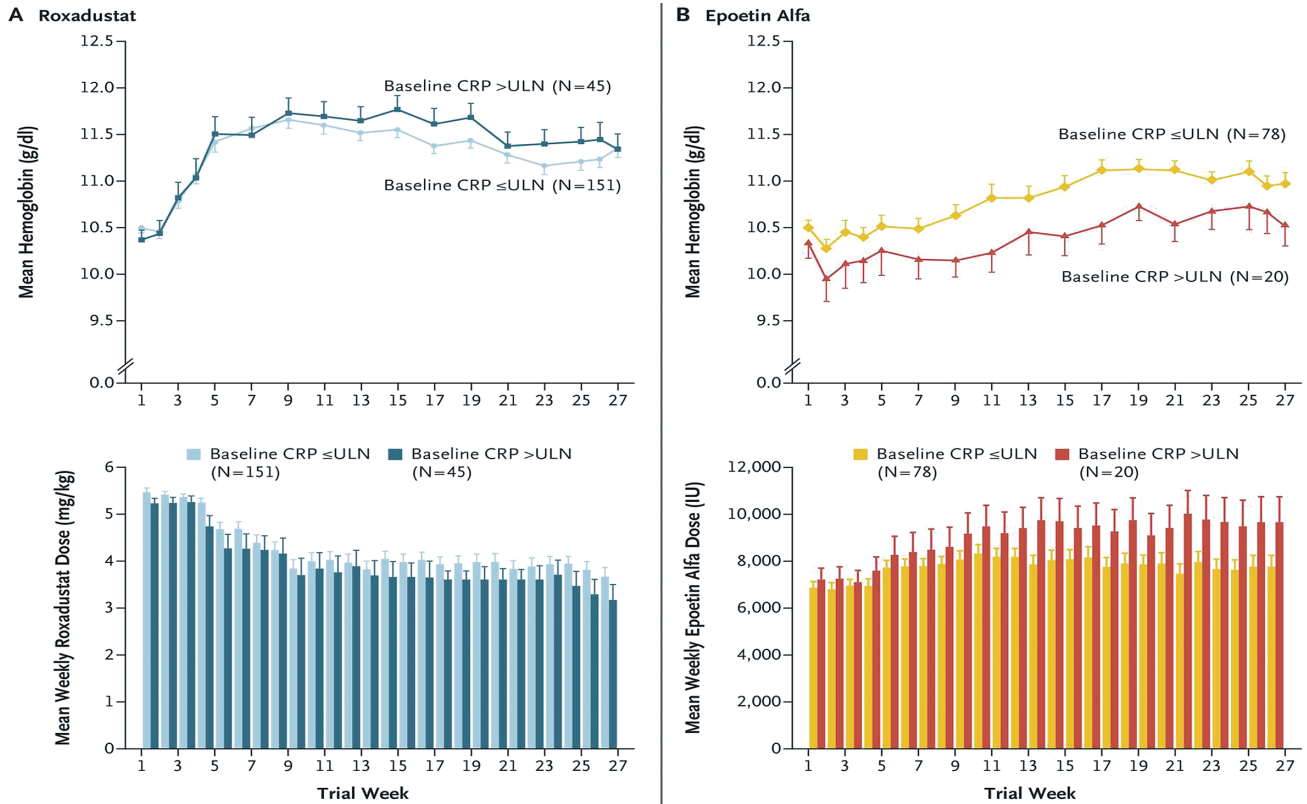 A Roxadustat
12.5
12.0
11.5
11.0
10.5
10.0
9.5
0.0
Mean Hemoglobin (g/dl)
Baseline CRP >ULN (N=45)
Baseline CRP ≤ULN (N=151)
1 3 5 7 9 11 13 15 17 19 21 23 25 27
Baseline CRP ≤ULN
(N=151)
Baseline CRP >ULN
(N=45)
6
5
4
3
2
1
0
Mean Weekly Roxadustat Dose (mg/kg)
1 3 5 7 9 11 13 15 17 19 21 23 25 27
Trial Week
B Epoetin Alfa
12.5
12.0
11.5
11.0
10.5
10.0
9.5
0.0
Mean Hemoglobin (g/dl)
Baseline CRP ≤ULN (N=78)
Baseline CRP >ULN (N=20)
1 3 5 7 9 11 13 15 17 19 21 23 25 27
Baseline CRP ≤ULN
(N=78)
Baseline CRP >ULN
(N=20)
12,000
10,000
8,000
6,000
4,000
2,000
0
Mean Weekly Epoetin Alfa Dose (IU)
1 3 5 7 9 11 13 15 17 19 21 23 25 27
Trial Week